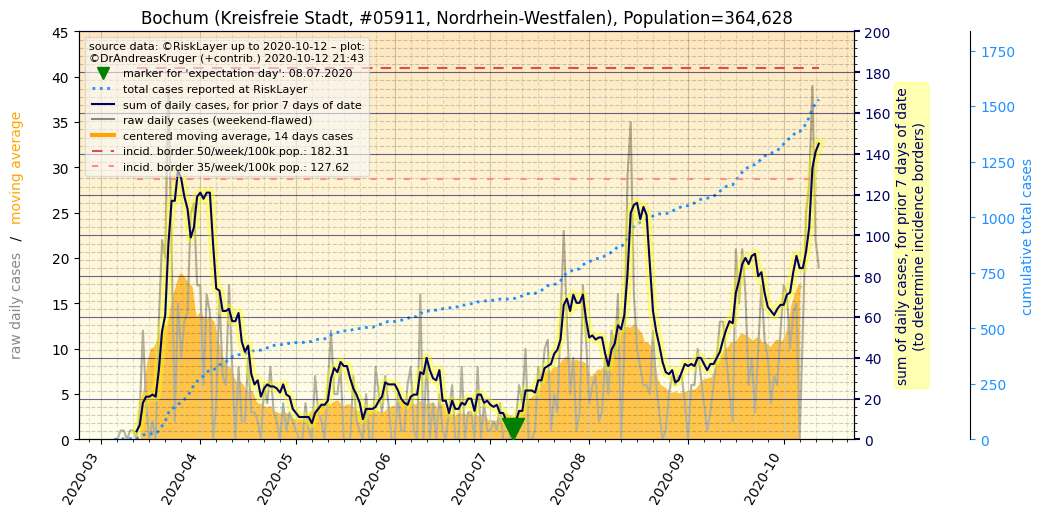 Bochum (Kreisfreie Stadt, #05911, Nordrhein-Westfalen), Population=364,628
source data: ©RiskLayer up to 2020-10-12 – plot:
©DrAndreasKruger (+contrib.) 2020-10-12 21:43
marker for 'expectation day': 08.07.2020
total cases reported at RiskLayer
sum of daily cases, for prior 7 days of date
raw daily cases (weekend-flawed)
centered moving average, 14 days cases
incid. border 50/week/100k pop.: 182.31
incid. border 35/week/100k pop.: 127.62
raw daily cases / moving average
45
40
35
30
25
20
15
10
5
0
2020-03
2020-04
2020-05
2020-06
2020-07
2020-08
2020-09
2020-10
200
180
160
140
120
100
80
60
40
20
0
sum of daily cases, for prior 7 days of date
(to determine incidence borders)
1750
1500
1250
1000
750
500
250
0
cumulative total cases